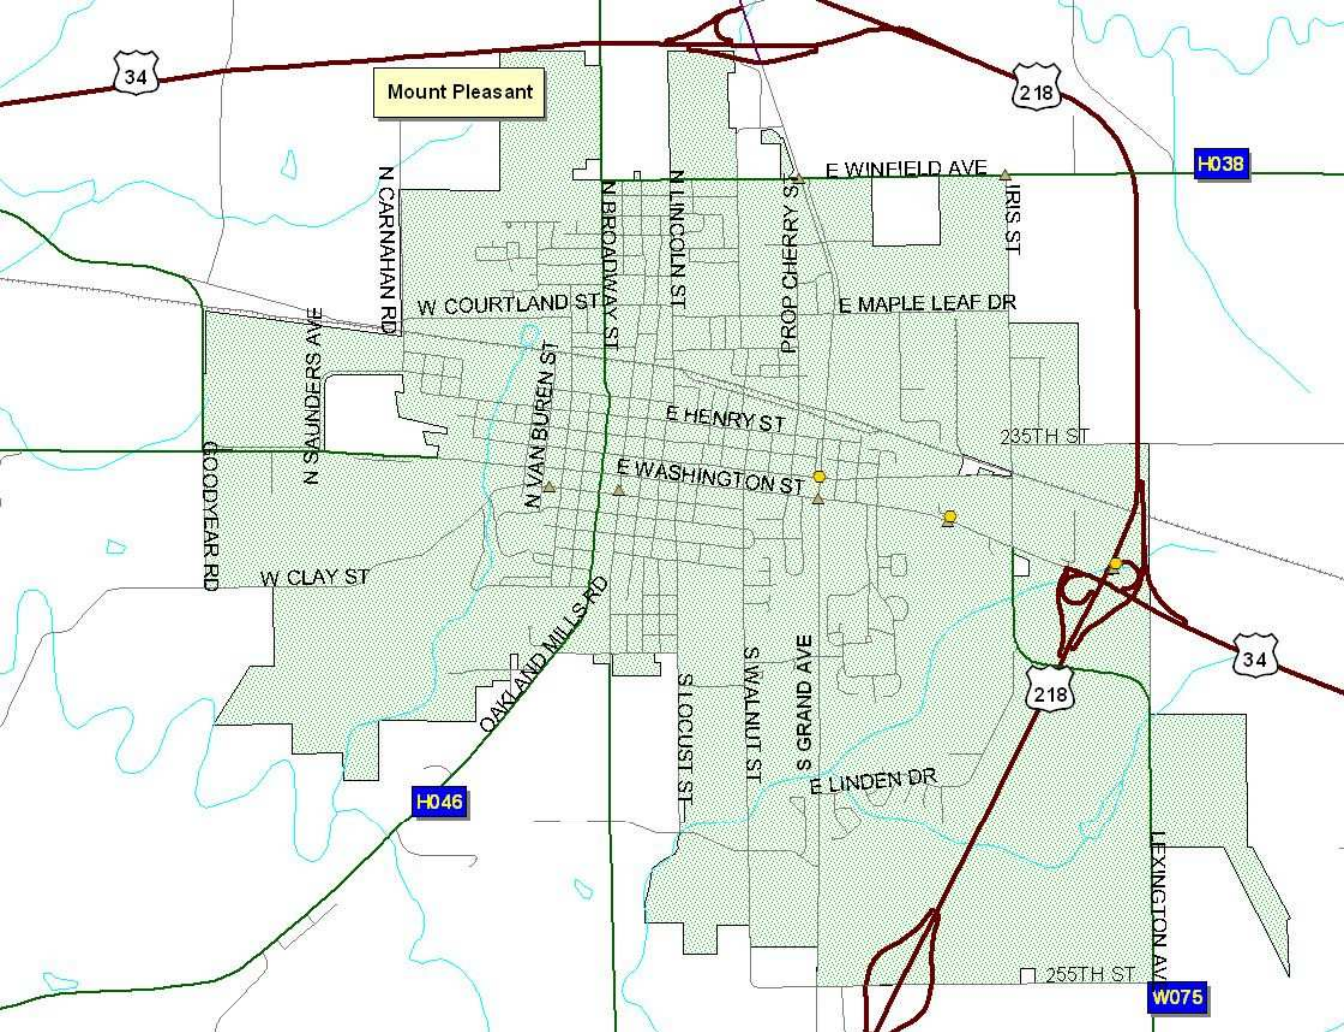 34
Mount Pleasant
218
H038
E WINFIELD AVE
N CARNAHAN RD
N BROADWAY ST
N LINCOLN ST
PROP CHERRY ST
IRIS ST
W COURTLAND ST
E MAPLE LEAF DR
N SAUNDERS AVE
N VAN BUREN ST
E HENRY ST
235TH ST
GOODYEAR RD
E WASHINGTON ST
W CLAY ST
OAKLAND MILLS RD
S LOCUST ST
S WALNUT ST
S GRAND AVE
34
218
E LINDEN DR
H046
LEXINGTON AVE
255TH ST
W075